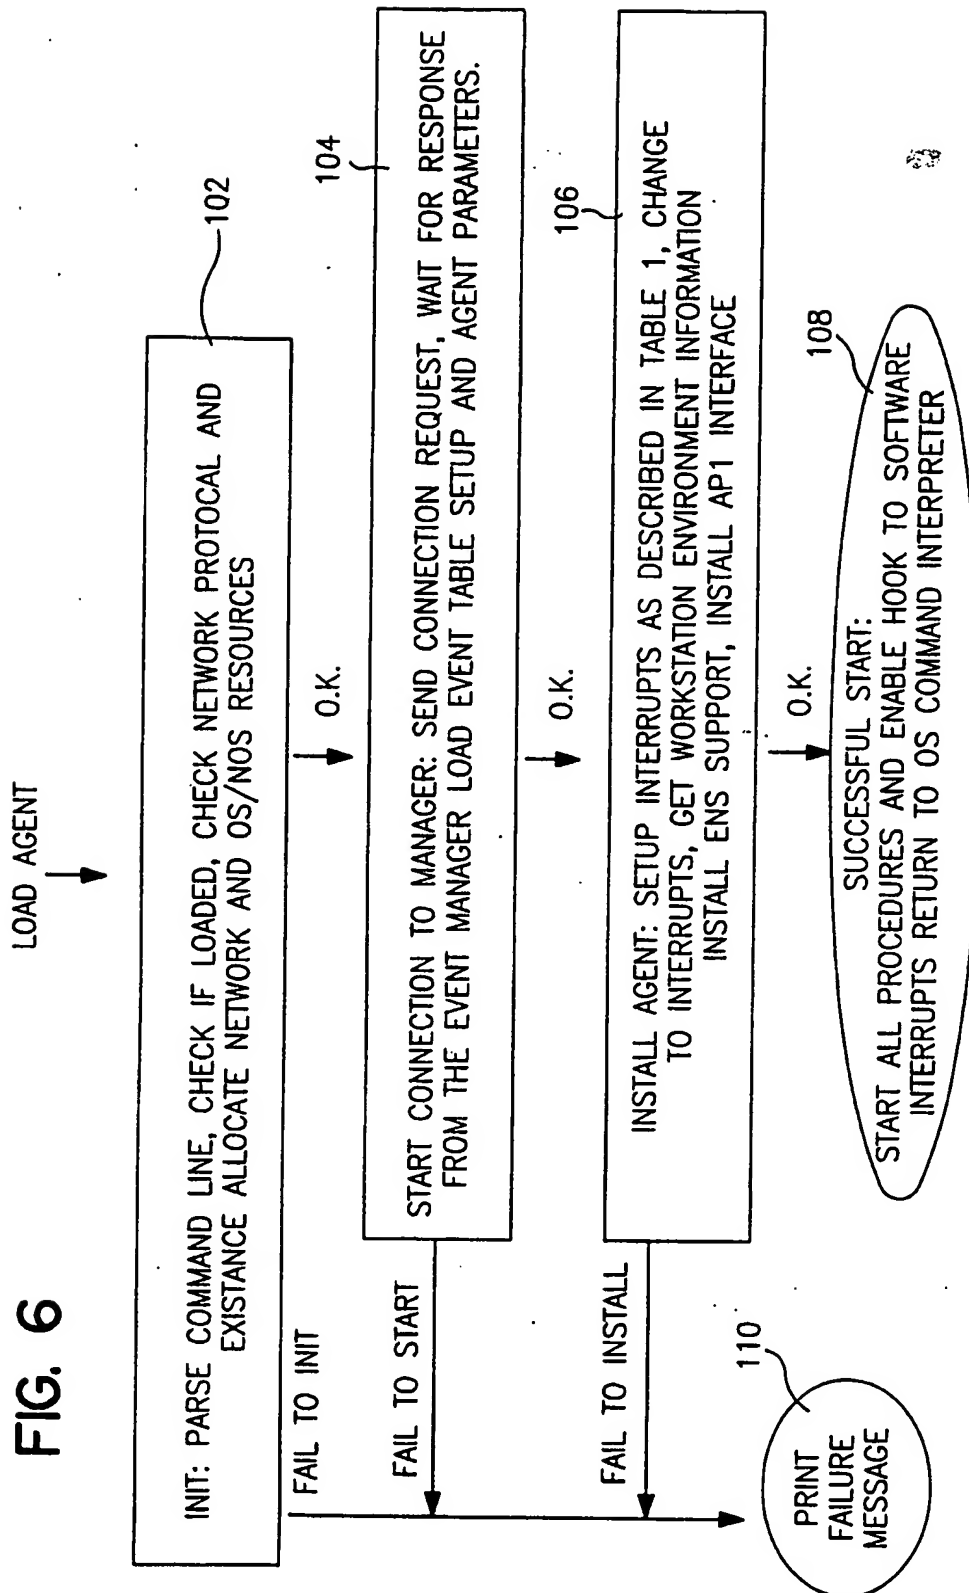 FIG. 6
LOAD AGENT
102
INIT: PARSE COMMAND LINE, CHECK IF LOADED, CHECK NETWORK PROTOCAL AND
EXISTANCE ALLOCATE NETWORK AND OS/NOS RESOURCES
FAIL TO INIT
O.K.
104
START CONNECTION TO MANAGER: SEND CONNECTION REQUEST, WAIT FOR RESPONSE
FROM THE EVENT MANAGER LOAD EVENT TABLE SETUP AND AGENT PARAMETERS.
FAIL TO START
O.K.
106
INSTALL AGENT: SETUP INTERRUPTS AS DESCRIBED IN TABLE 1, CHANGE
TO INTERRUPTS, GET WORKSTATION ENVIRONMENT INFORMATION
INSTALL ENS SUPPORT, INSTALL AP1 INTERFACE
FAIL TO INSTALL
O.K.
110
PRINT
FAILURE
MESSAGE
108
SUCCESSFUL START:
START ALL PROCEDURES AND ENABLE HOOK TO SOFTWARE
INTERRUPTS RETURN TO OS COMMAND INTERPRETER